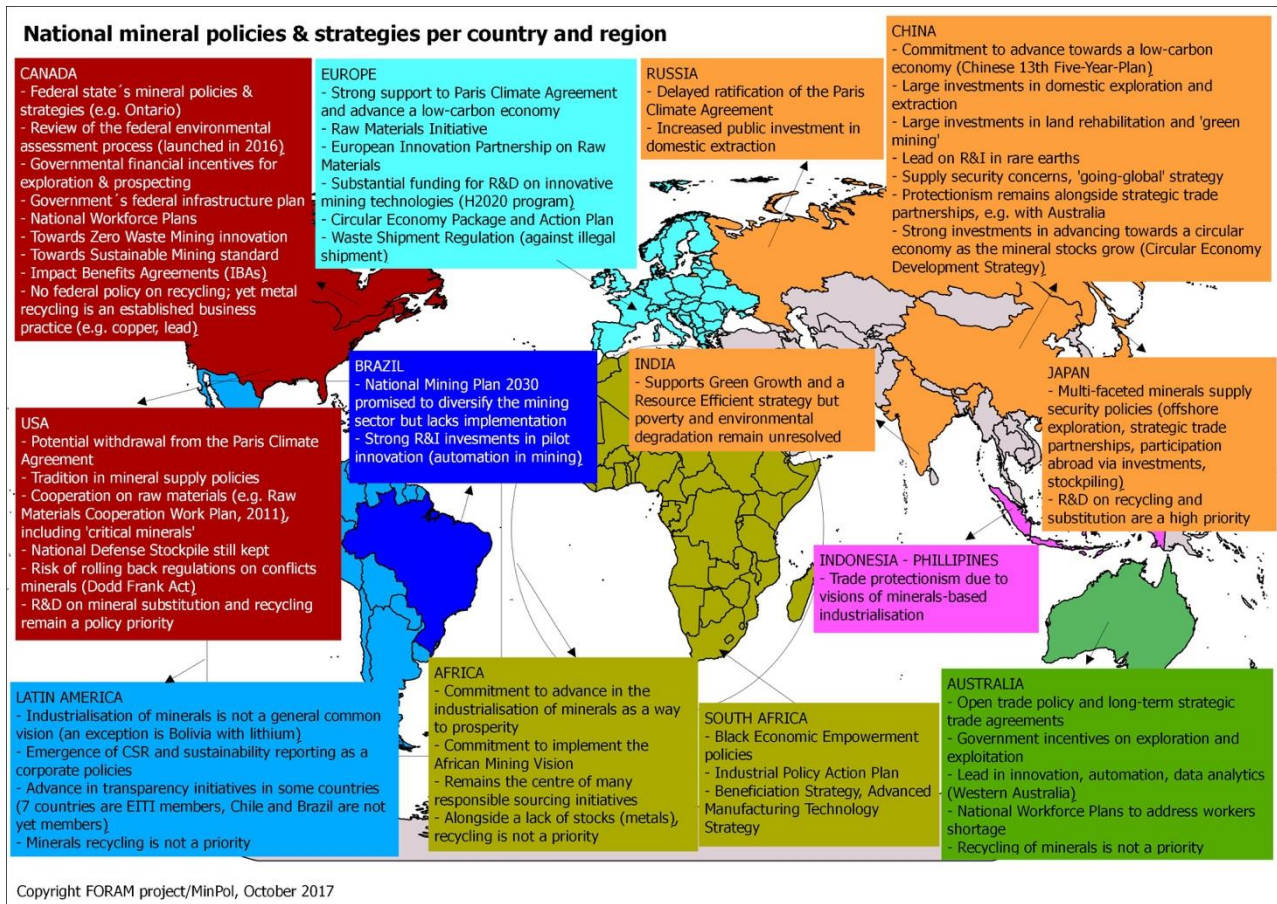 National mineral policies & strategies per country and region
CANADA
- Federal state´s mineral policies &
strategies (e.g. Ontario)
- Review of the federal environmental
assessment process (launched in 2016)
- Governmental financial incentives for
exploration & prospecting
- Government´s federal infrastructure plan
- National Workforce Plans
- Towards Zero Waste Mining innovation
- Towards Sustainable Mining standard
- Impact Benefits Agreements (IBAs)
- No federal policy on recycling; yet metal
recycling is an established business
practice (e.g. copper, lead)
EUROPE
- Strong support to Paris Climate Agreement
and advance a low-carbon economy
- Raw Materials Initiative
- European Innovation Partnership on Raw
Materials
- Substantial funding for R&D on innovative
mining technologies (H2020 program)
- Circular Economy Package and Action Plan
- Waste Shipment Regulation (against illegal
shipment)
RUSSIA
- Delayed ratification of the Paris
Climate Agreement
- Increased public investment in
domestic extraction
CHINA
- Commitment to advance towards a low-carbon
economy (Chinese 13th Five-Year-Plan)
- Large investments in domestic exploration and
extraction
- Large investments in land rehabilitation and 'green
mining'
- Lead on R&I in rare earths
- Supply security concerns, 'going-global' strategy
- Protectionism remains alongside strategic trade
partnerships, e.g. with Australia
- Strong investments in advancing towards a circular
economy as the mineral stocks grow (Circular Economy
Development Strategy)
BRAZIL
- National Mining Plan 2030
promised to diversify the mining
sector but lacks implementation
- Strong R&I invesments in pilot
innovation (automation in mining)
INDIA
- Supports Green Growth and a
Resource Efficient strategy but
poverty and environmental
degradation remain unresolved
JAPAN
- Multi-faceted minerals supply
security policies (offshore
exploration, strategic trade
partnerships, participation
abroad via investments,
stockpiling)
- R&D on recycling and
substitution are a high priority
USA
- Potential withdrawal from the Paris Climate
Agreement
- Tradition in mineral supply policies
- Cooperation on raw materials (e.g. Raw
Materials Cooperation Work Plan, 2011),
including 'critical minerals'
- National Defense Stockpile still kept
- Risk of rolling back regulations on conflicts
minerals (Dodd Frank Act)
- R&D on mineral substitution and recycling
remain a policy priority
INDONESIA - PHILLIPINES
- Trade protectionism due to
visions of minerals-based
industrialisation
LATIN AMERICA
- Industrialisation of minerals is not a general common
vision (an exception is Bolivia with lithium)
- Emergence of CSR and sustainability reporting as a
corporate policies
- Advance in transparency initiatives in some countries
(7 countries are EITI members, Chile and Brazil are not
yet members)
- Minerals recycling is not a priority
AFRICA
- Commitment to advance in the
industrialisation of minerals as a way
to prosperity
- Commitment to implement the
African Mining Vision
- Remains the centre of many
responsible sourcing initiatives
- Alongside a lack of stocks (metals),
recycling is not a priority
SOUTH AFRICA
- Black Economic Empowerment
policies
- Industrial Policy Action Plan
- Beneficiation Strategy, Advanced
Manufacturing Technology
Strategy
AUSTRALIA
- Open trade policy and long-term strategic
trade agreements
- Government incentives on exploration and
exploitation
- Lead in innovation, automation, data analytics
(Western Australia)
- National Workforce Plans to address workers
shortage
- Recycling of minerals is not a priority
Copyright FORAM project/MinPol, October 2017